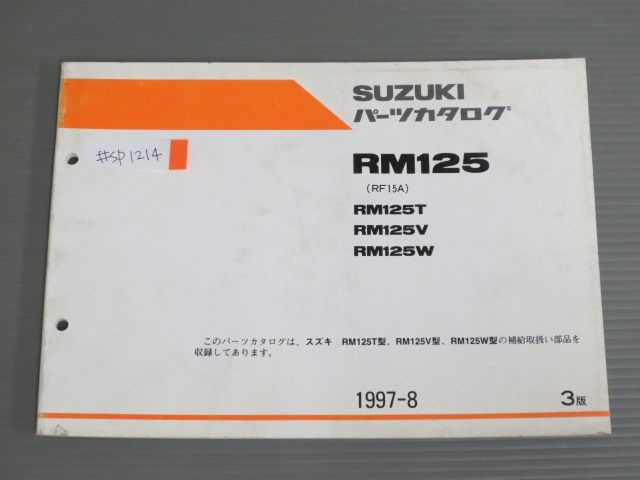 SUZUKI
パーツカタログ
#SP1214
RM125
(RF15A)
RM125T
RM125V
RM125W
このパーツカタログは、スズキ RM125T型、RM125V型、RM125W型の補給取扱い部品を
収録してあります。
1997-8
3版